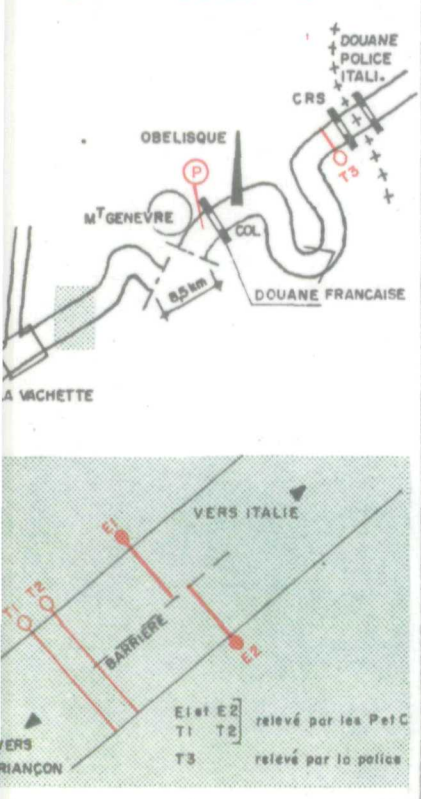 DOUANE
POLICE
ITALI.
CRS
OBELISQUE
P
T3
MT GENEVRE
COL
8,5 km
DOUANE FRANCAISE
A VACHETTE
VERS ITALIE
E1
T2
T1
BARRIÈRE
E2
E1 et E2
T1 T2
relevé par les P et C
VERS
RIANÇON
T3 relevé par la police